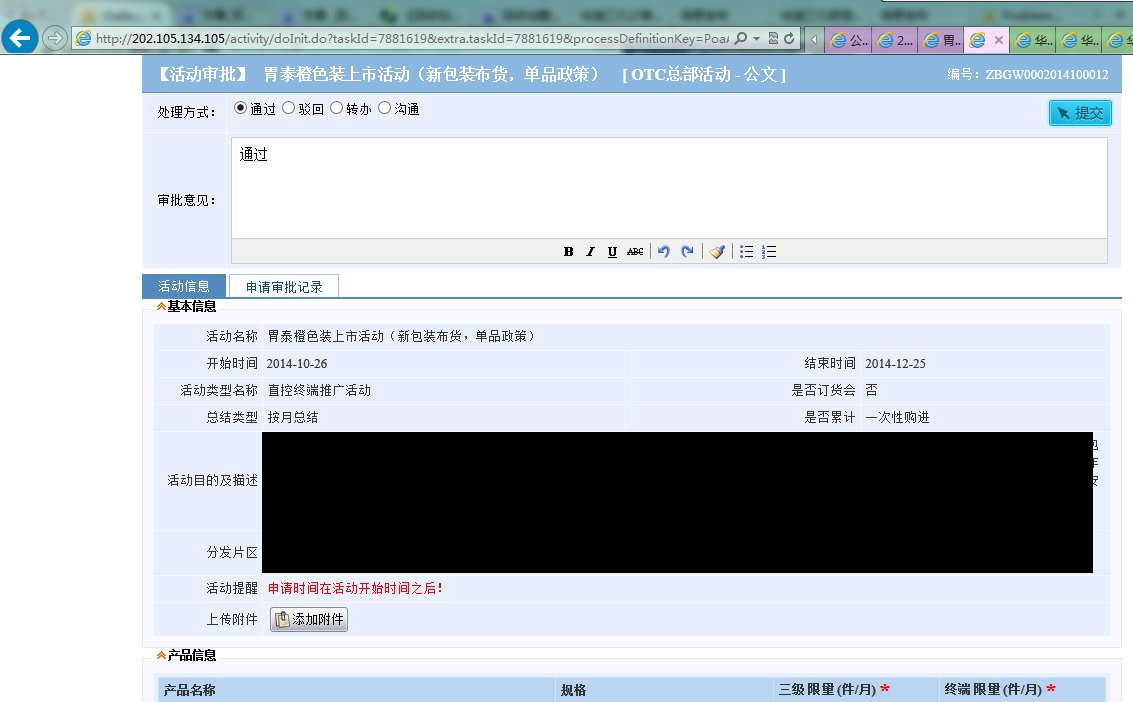 http://202.105.134.105/activity/doInit.do?taskId=7881619&extra.taskId=7881619&processDefinitionKey=Poa
公.. 2... 胃.. 华.. 华..
【活动审批】 胃泰橙色装上市活动（新包装布货，单品政策） [ OTC总部活动 - 公文 ] 编号：ZBGW0002014100012
处理方式： 通过 驳回 转办 沟通 提交
审批意见： 通过
B I U ABC
活动信息 申请审批记录
基本信息
活动名称 胃泰橙色装上市活动（新包装布货，单品政策）
开始时间 2014-10-26 结束时间 2014-12-25
活动类型名称 直控终端推广活动 是否订货会 否
总结类型 按月总结 是否累计 一次性购进
活动目的及描述
分发片区
活动提醒 申请时间在活动开始时间之后！
上传附件 添加附件
产品信息
产品名称 规格 三级限量(件/月) * 终端限量(件/月) *